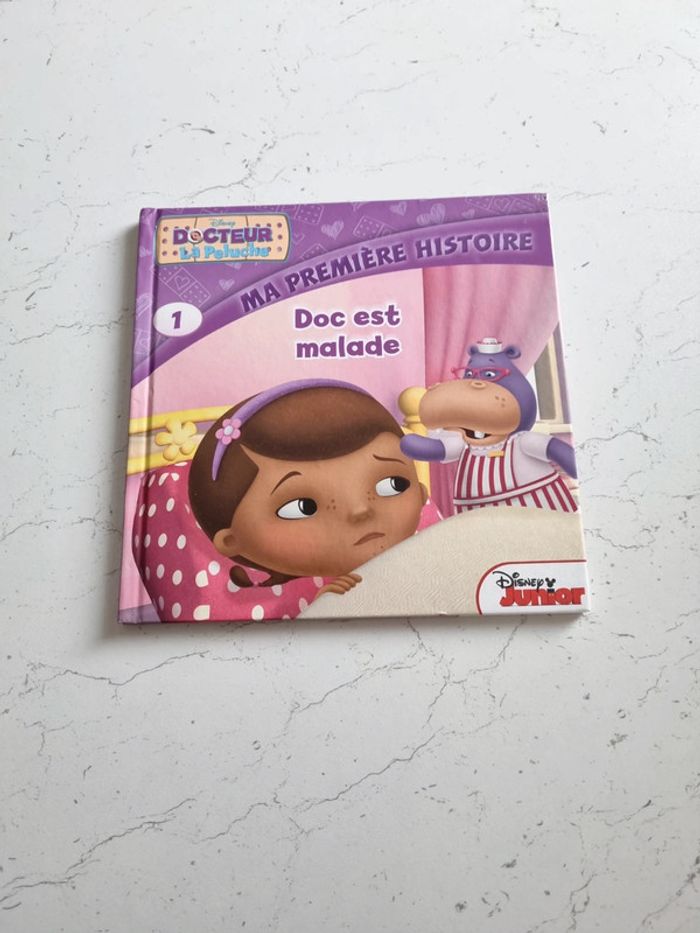 Disney
DOCTEUR
La Peluche
MA PREMIÈRE HISTOIRE
1
Doc est
malade
Disney
Junior